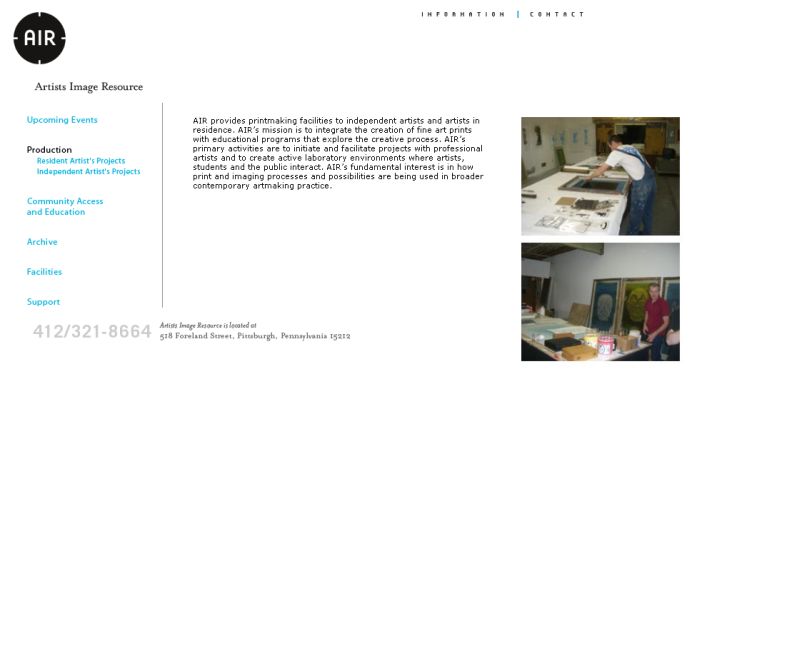 INFORMATION | CONTACT
AIR
Artists Image Resource
Upcoming Events
Production
Resident Artist's Projects
Independent Artist's Projects
Community Access
and Education
Archive
Facilities
Support
AIR provides printmaking facilities to independent artists and artists in
residence. AIR's mission is to integrate the creation of fine art prints
with educational programs that explore the creative process. AIR's
primary activities are to initiate and facilitate projects with professional
artists and to create active laboratory environments where artists,
students and the public interact. AIR's fundamental interest is in how
print and imaging processes and possibilities are being used in broader
contemporary artmaking practice.
412/321-8664
Artists Image Resource is located at
518 Foreland Street, Pittsburgh, Pennsylvania 15212